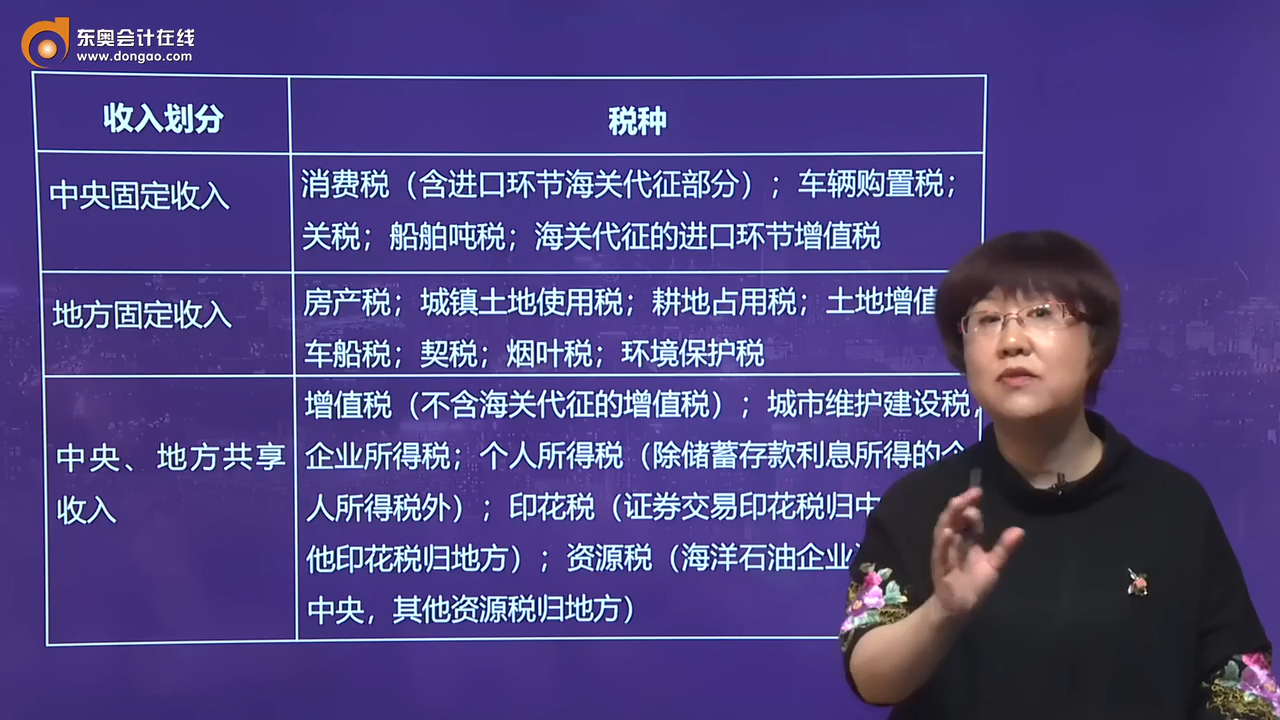 东奥会计在线
www.dongao.com
收入划分
税种
中央固定收入
消费税（含进口环节海关代征部分）；车辆购置税；
关税；船舶吨税；海关代征的进口环节增值税
地方固定收入
房产税；城镇土地使用税；耕地占用税；土地增值
车船税；契税；烟叶税；环境保护税
中央、地方共享
收入
增值税（不含海关代征的增值税）；城市维护建设税
企业所得税；个人所得税（除储蓄存款利息所得的
人所得税外）；印花税（证券交易印花税归
他印花税归地方）；资源税（海洋石油企业
中央，其他资源税归地方）